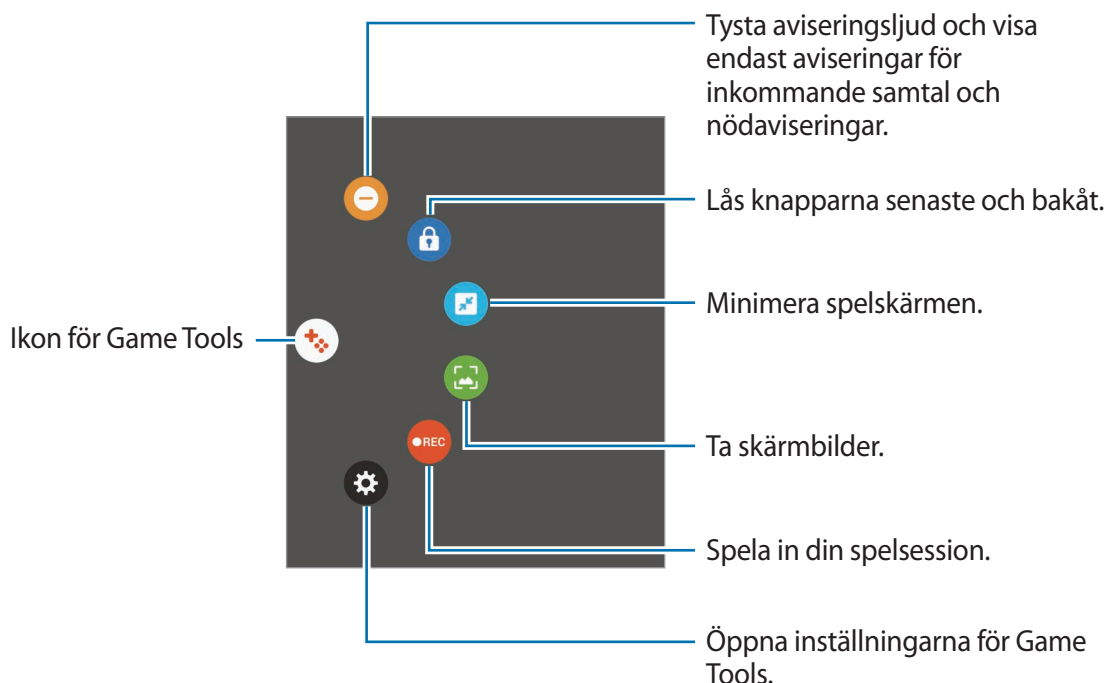 Tysta aviseringsljud och visa
endast aviseringar för
inkommande samtal och
nödaviseringar.
Lås knapparna senaste och bakåt.
Minimera spelskärmen.
Ikon för Game Tools
Ta skärmbilder.
REC
Spela in din spelsession.
Öppna inställningarna för Game
Tools.